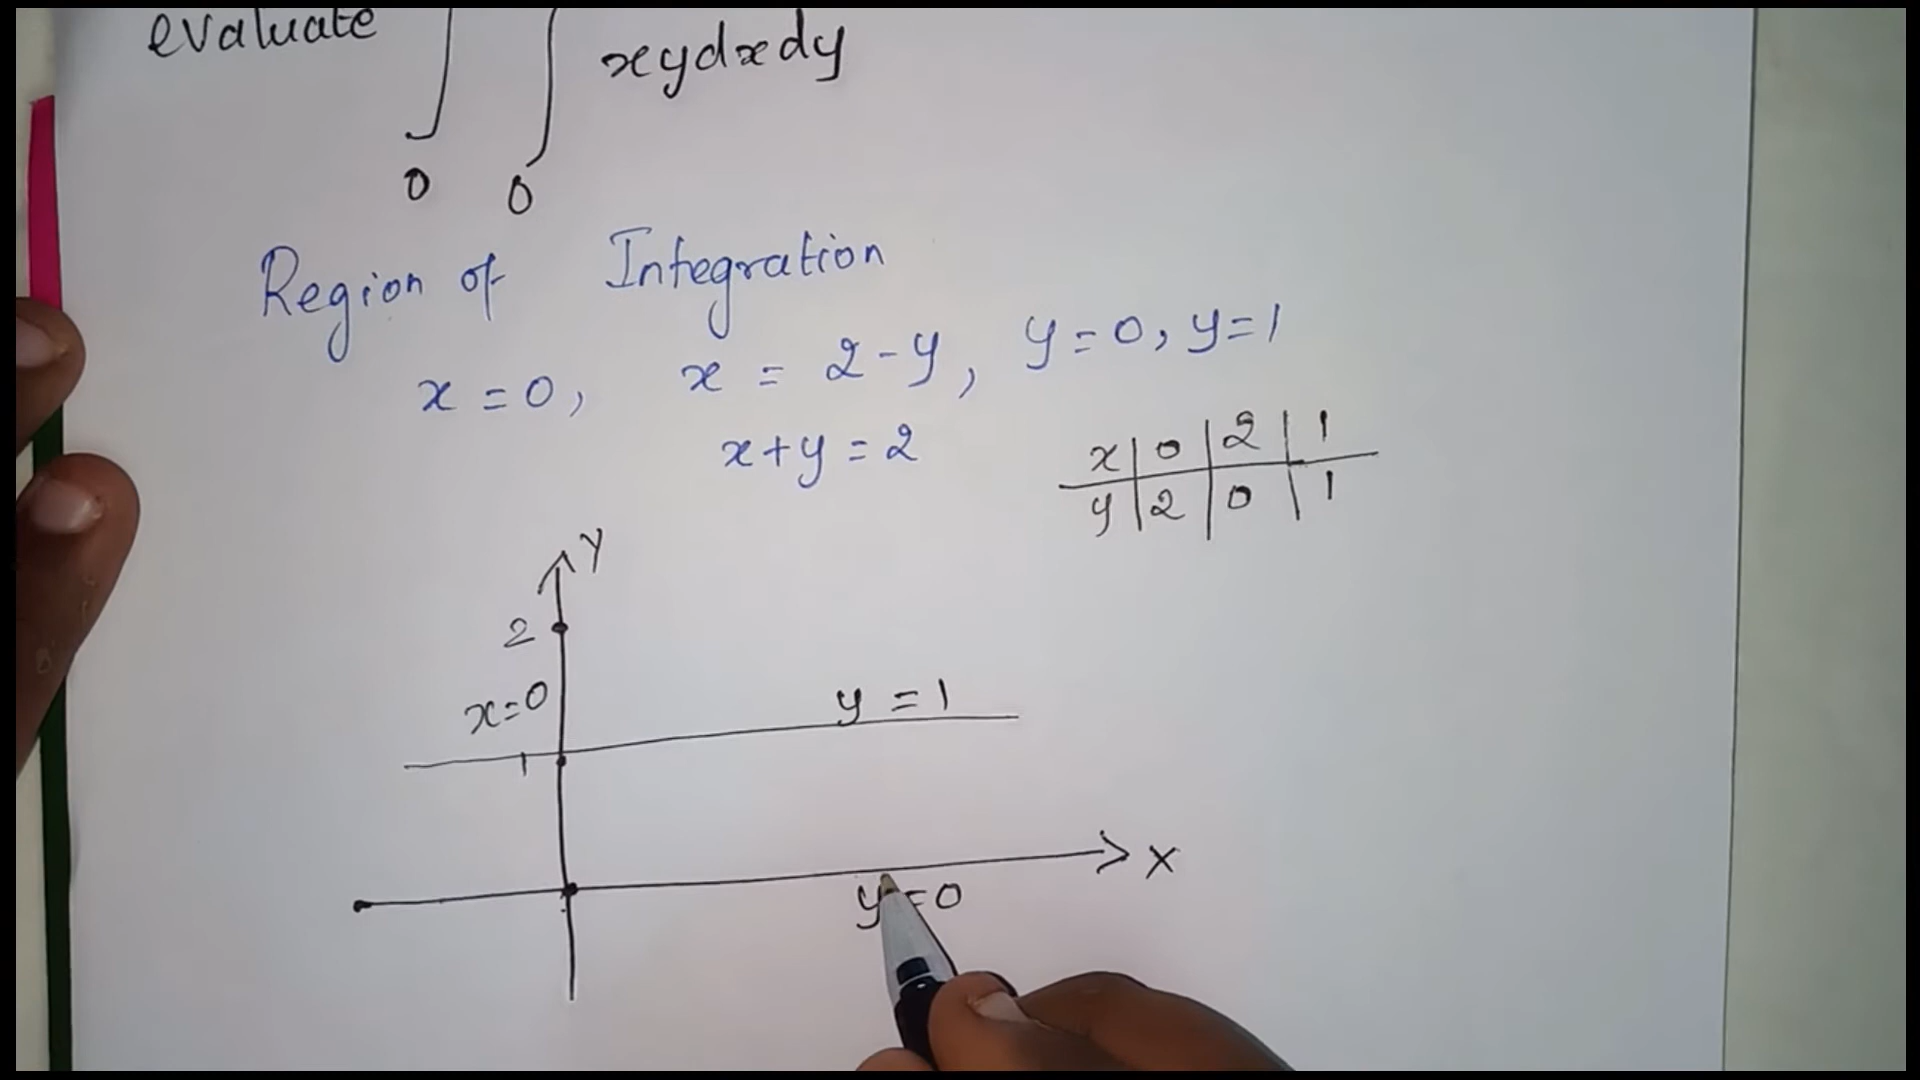 evaluate ∫ ∫ xydxdy
0 0
Region of Integration
x = 0, x = 2-y, y=0, y=1
x+y=2
x | 0 | 2 | 1
y | 2 | 0 | 1
Y
2
x=0
y = 1
1
X
y=0